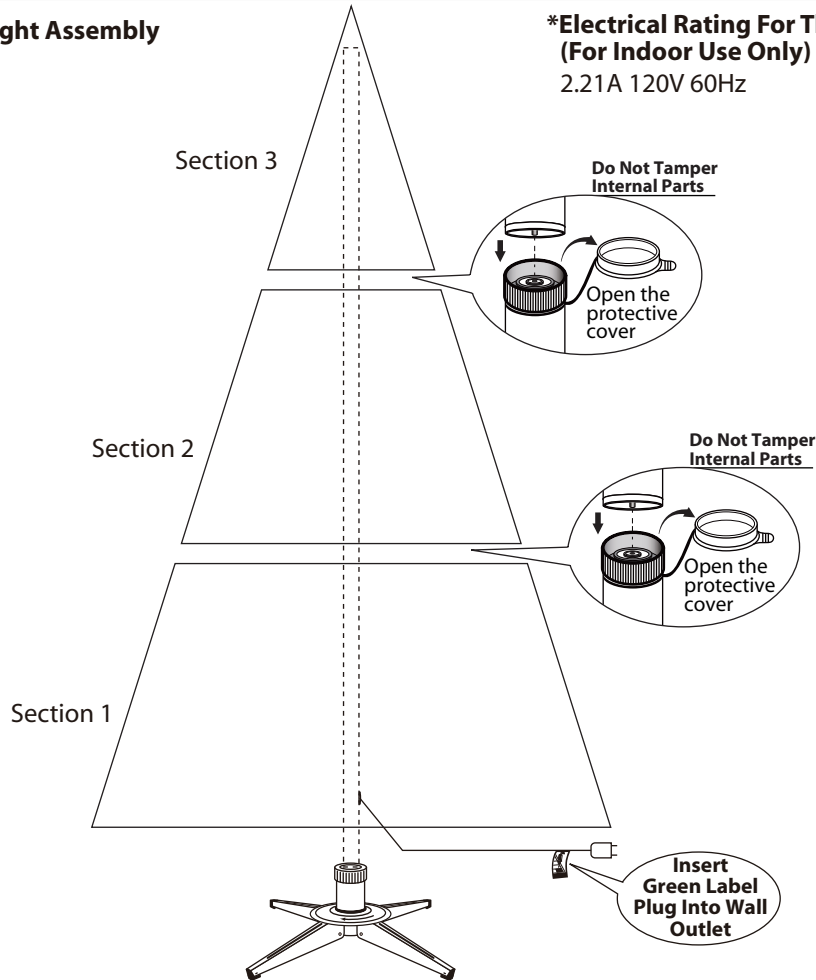 ght Assembly
*Electrical Rating For T
(For Indoor Use Only)
2.21A 120V 60Hz
Section 3
Do Not Tamper
Internal Parts
Open the
protective
cover
Section 2
Do Not Tamper
Internal Parts
Open the
protective
cover
Section 1
Insert
Green Label
Plug Into Wall
Outlet